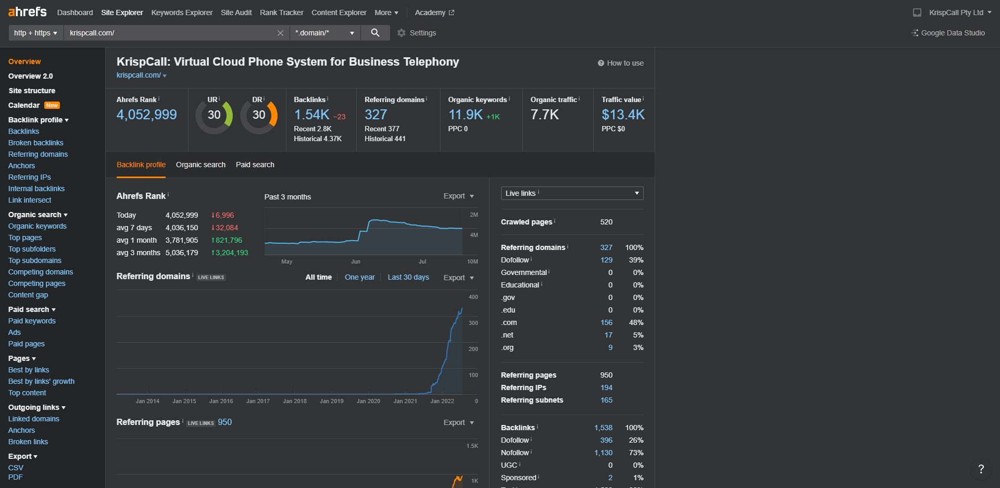 ahrefs Dashboard Site Explorer Keywords Explorer Site Audit Rank Tracker Content Explorer More Academy KrispCall Pty Ltd
http + https krispcall.com/ *.domain/* Settings Google Data Studio
Overview
Overview 2.0
Site structure
Calendar New
Backlink profile
Backlinks
Broken backlinks
Referring domains
Anchors
Referring IPs
Internal backlinks
Link intersect
Organic search
Organic keywords
Top pages
Top subfolders
Top subdomains
Competing domains
Competing pages
Content gap
Paid search
Paid keywords
Ads
Paid pages
Pages
Best by links
Best by links' growth
Top content
Outgoing links
Linked domains
Anchors
Broken links
Export
CSV
PDF
KrispCall: Virtual Cloud Phone System for Business Telephony
? How to use
krispcall.com/
Ahrefs Rank i
4,052,999
UR i
30
DR i
30
Backlinks i
1.54K −23
Recent 2.8K
Historical 4.37K
Referring domains i
327
Recent 377
Historical 441
Organic keywords i
11.9K +1K
PPC 0
Organic traffic i
7.7K
Traffic value i
$13.4K
PPC $0
Backlink profile Organic search Paid search
Ahrefs Rank i
Past 3 months
Export
Today 4,052,999 ↓6,996
avg 7 days 4,036,150 ↓32,084
avg 1 month 3,781,905 ↑821,796
avg 3 months 5,036,179 ↑3,204,193
2M
4M
10M
May Jun Jul
Referring domains i LIVE LINKS
All time One year Last 30 days Export
400
300
200
100
0
Jan 2014 Jan 2015 Jan 2016 Jan 2017 Jan 2018 Jan 2019 Jan 2020 Jan 2021 Jan 2022
Referring pages i LIVE LINKS 950
Export
1.5K
1K
Live links i
Crawled pages i 520
Referring domains i 327 100%
Dofollow i 129 39%
Governmental i 0 0%
Educational i 0 0%
.gov 0 0%
.edu 0 0%
.com 156 48%
.net 17 5%
.org 9 3%
Referring pages 950
Referring IPs 194
Referring subnets 165
Backlinks i 1,538 100%
Dofollow i 396 26%
Nofollow i 1,130 73%
UGC i 0 0%
Sponsored i 2 1%
?